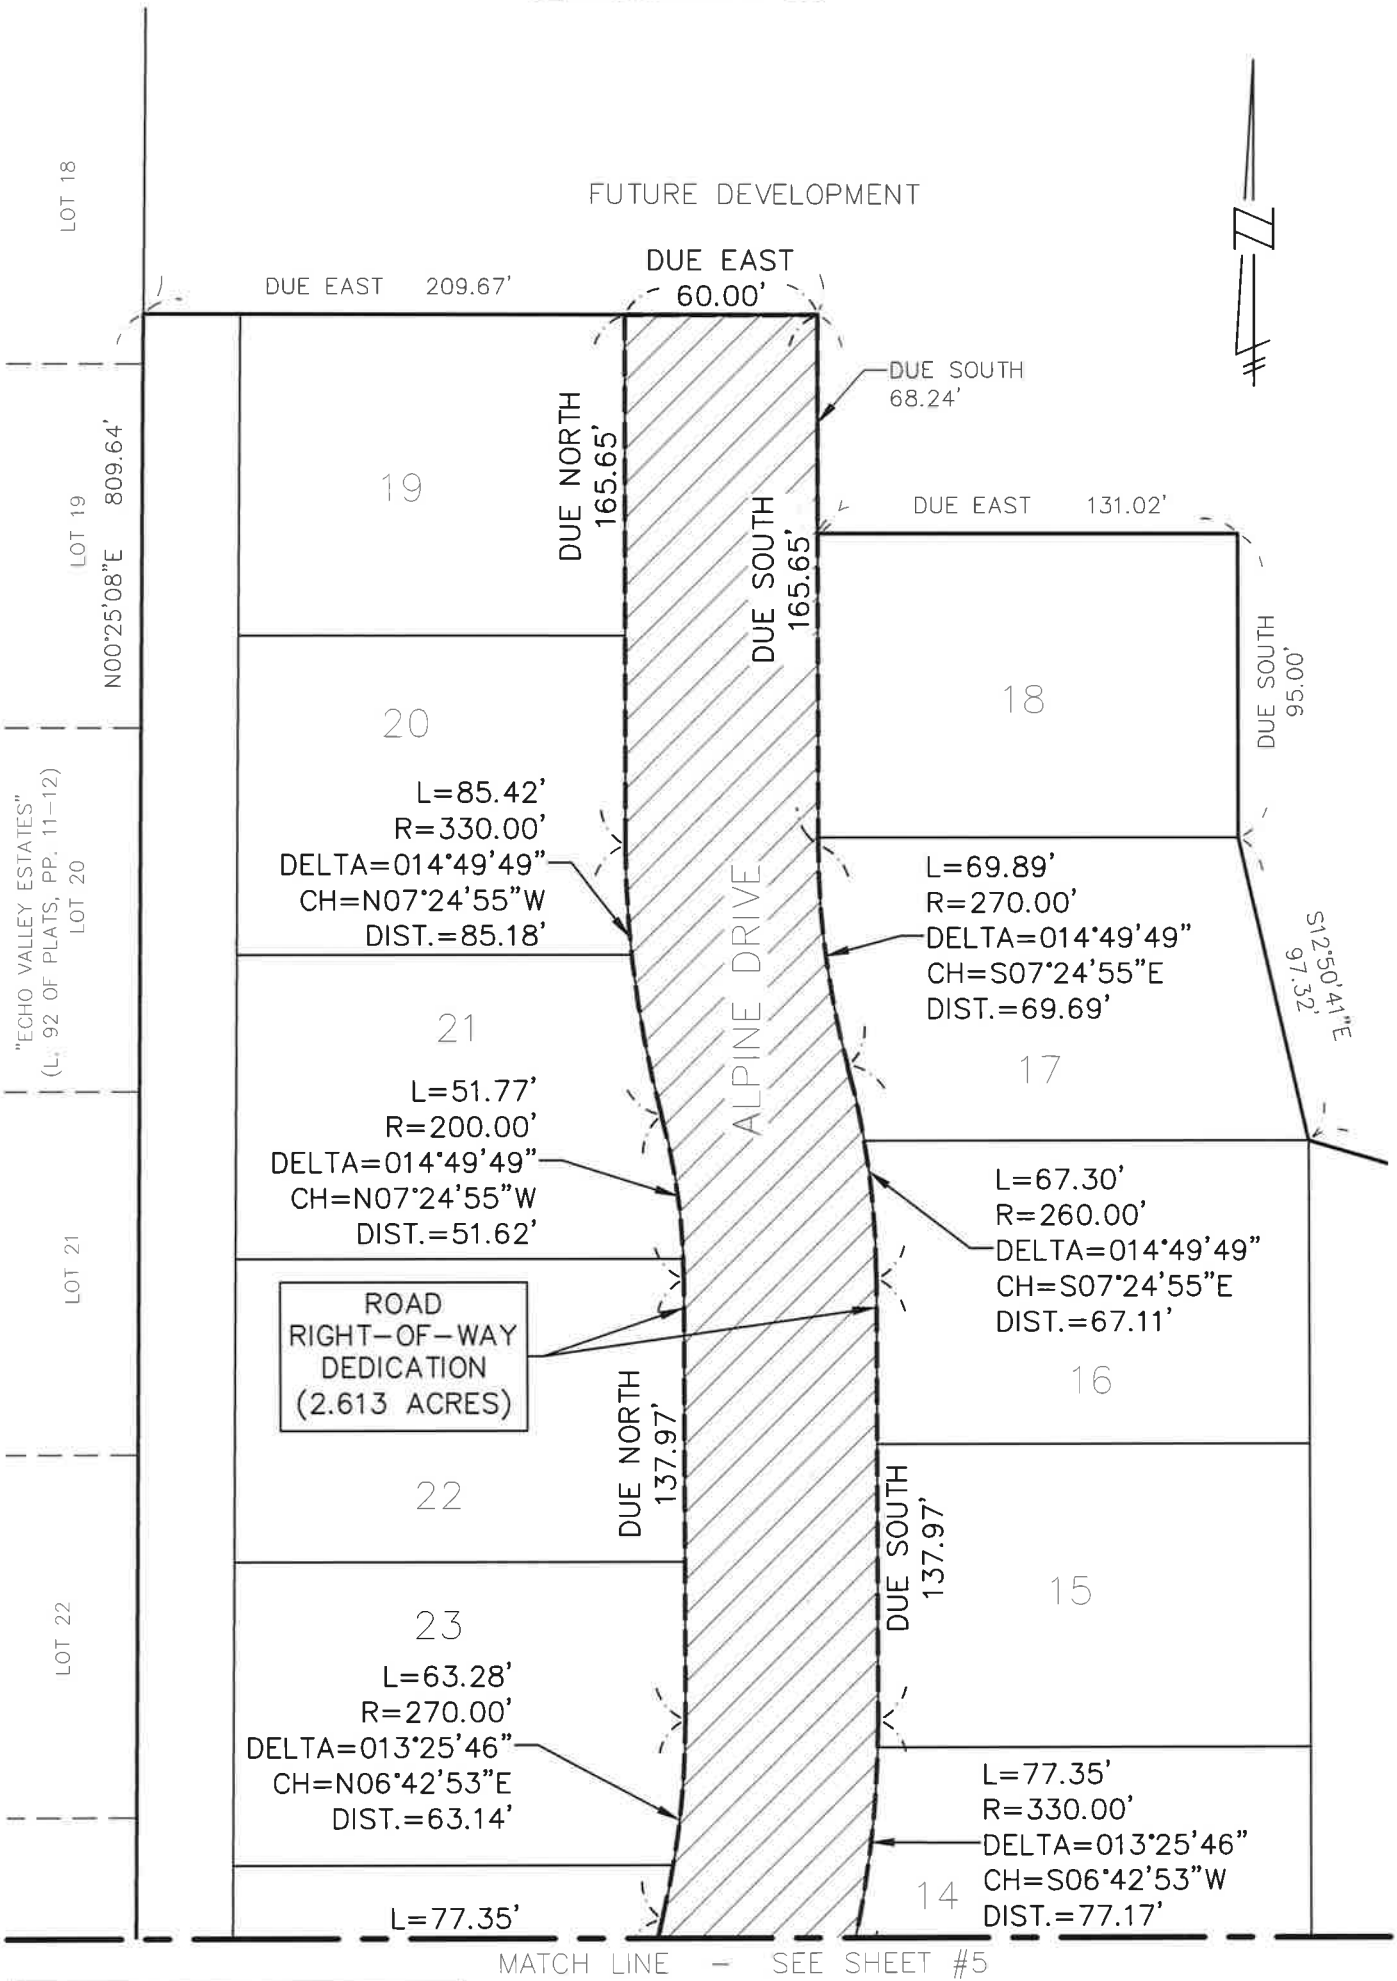 FUTURE DEVELOPMENT
LOT 18
DUE EAST 209.67'
DUE EAST
60.00'
DUE SOUTH
68.24'
N
LOT 19
N00°25'08"E 809.64'
19
DUE NORTH
165.65'
DUE SOUTH
165.65'
DUE EAST 131.02'
18
DUE SOUTH
95.00'
20
L=85.42'
R=330.00'
DELTA=014°49'49"
CH=N07°24'55"W
DIST.=85.18'
"ECHO VALLEY ESTATES"
(L. 92 OF PLATS, PP. 11-12)
LOT 20
ALPINE DRIVE
L=69.89'
R=270.00'
DELTA=014°49'49"
CH=S07°24'55"E
DIST.=69.69'
S12°50'41"E
97.32'
17
21
L=51.77'
R=200.00'
DELTA=014°49'49"
CH=N07°24'55"W
DIST.=51.62'
L=67.30'
R=260.00'
DELTA=014°49'49"
CH=S07°24'55"E
DIST.=67.11'
LOT 21
ROAD
RIGHT-OF-WAY
DEDICATION
(2.613 ACRES)
16
DUE NORTH
137.97'
22
DUE SOUTH
137.97'
15
LOT 22
23
L=63.28'
R=270.00'
DELTA=013°25'46"
CH=N06°42'53"E
DIST.=63.14'
L=77.35'
R=330.00'
DELTA=013°25'46"
CH=S06°42'53"W
DIST.=77.17'
14
L=77.35'
MATCH LINE - SEE SHEET #5